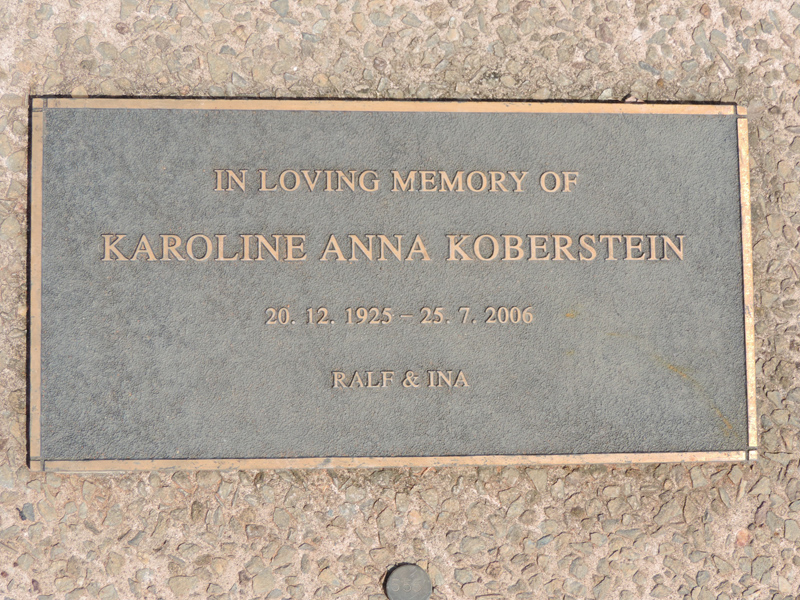 IN LOVING MEMORY OF
KAROLINE ANNA KOBERSTEIN
20. 12. 1925 – 25. 7. 2006
RALF & INA